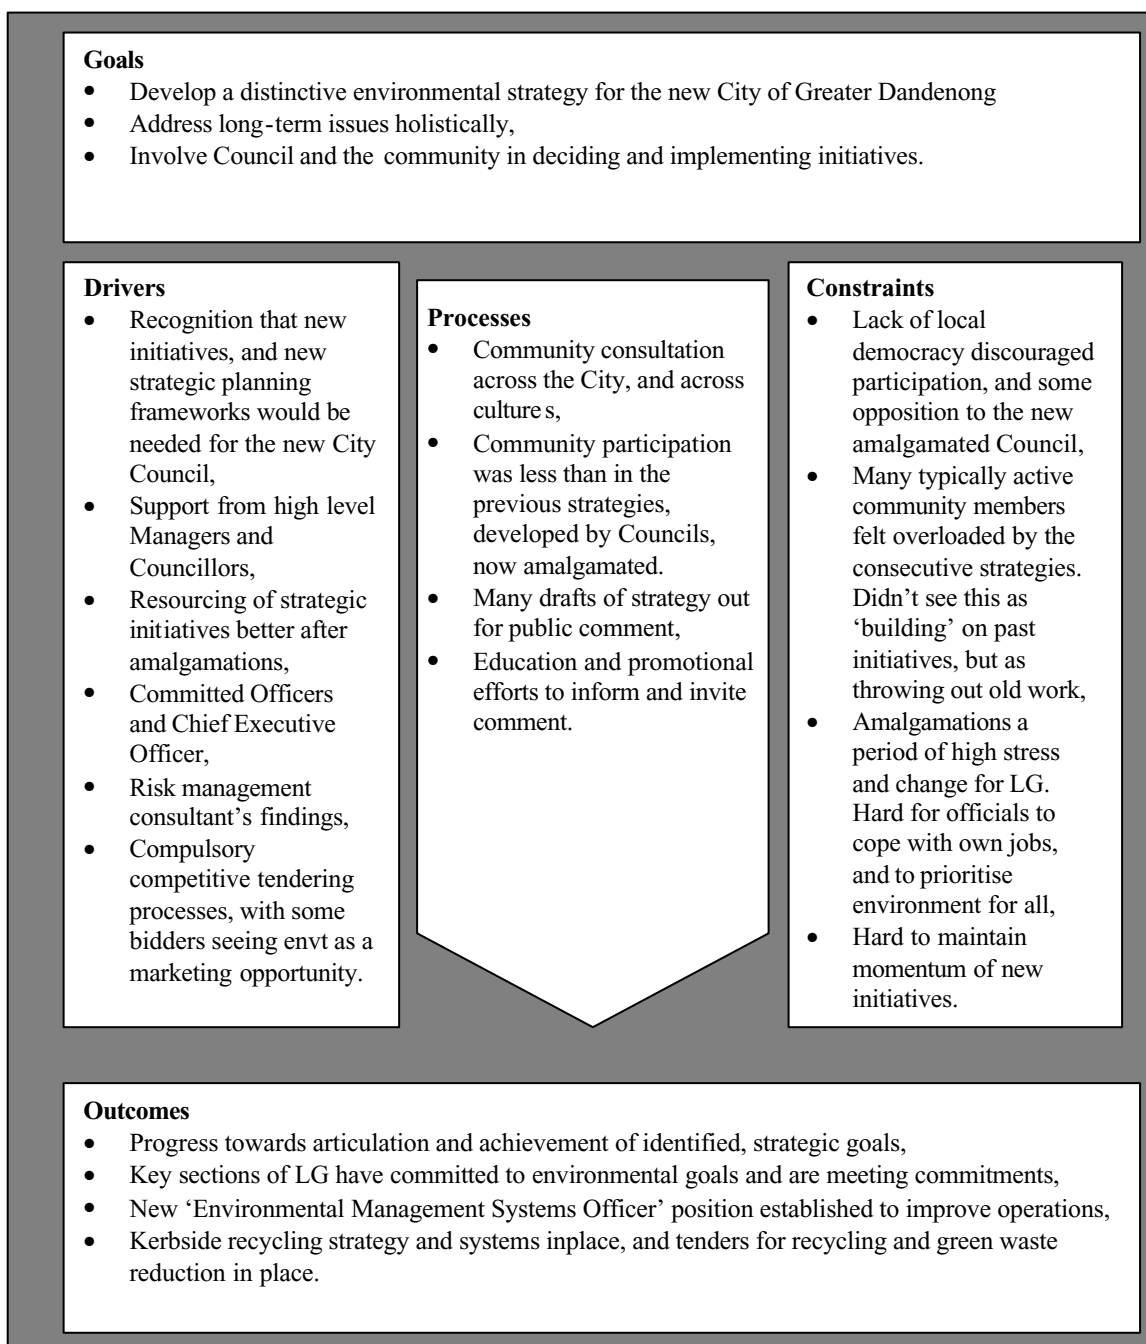 Goals
• Develop a distinctive environmental strategy for the new City of Greater Dandenong
• Address long-term issues holistically,
• Involve Council and the community in deciding and implementing initiatives.
Drivers
• Recognition that new
initiatives, and new
strategic planning
frameworks would be
needed for the new City
Council,
• Support from high level
Managers and
Councillors,
• Resourcing of strategic
initiatives better after
amalgamations,
• Committed Officers
and Chief Executive
Officer,
• Risk management
consultant's findings,
• Compulsory
competitive tendering
processes, with some
bidders seeing envt as a
marketing opportunity.
Processes
• Community consultation
across the City, and across
cultures,
• Community participation
was less than in the
previous strategies,
developed by Councils,
now amalgamated.
• Many drafts of strategy out
for public comment,
• Education and promotional
efforts to inform and invite
comment.
Constraints
• Lack of local
democracy discouraged
participation, and some
opposition to the new
amalgamated Council,
• Many typically active
community members
felt overloaded by the
consecutive strategies.
Didn't see this as
'building' on past
initiatives, but as
throwing out old work,
• Amalgamations a
period of high stress
and change for LG.
Hard for officials to
cope with own jobs,
and to prioritise
environment for all,
• Hard to maintain
momentum of new
initiatives.
Outcomes
• Progress towards articulation and achievement of identified, strategic goals,
• Key sections of LG have committed to environmental goals and are meeting commitments,
• New 'Environmental Management Systems Officer' position established to improve operations,
• Kerbside recycling strategy and systems inplace, and tenders for recycling and green waste
reduction in place.